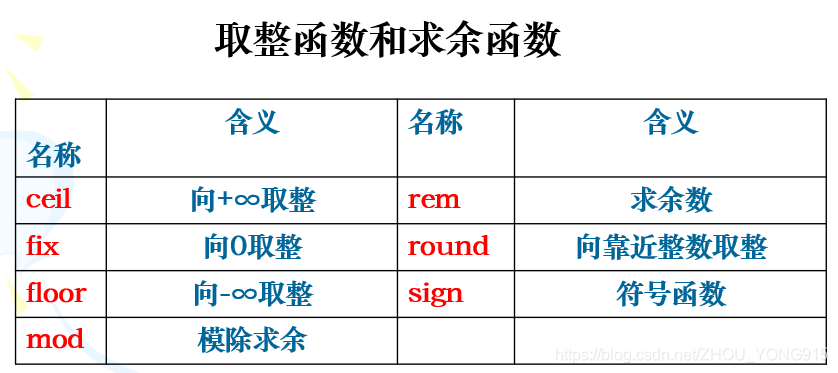 取整函数和求余函数
名称 含义 名称 含义
ceil 向+∞取整 rem 求余数
fix 向0取整 round 向靠近整数取整
floor 向-∞取整 sign 符号函数
mod 模除求余
https://blog.csdn.net/ZHOU_YONG915